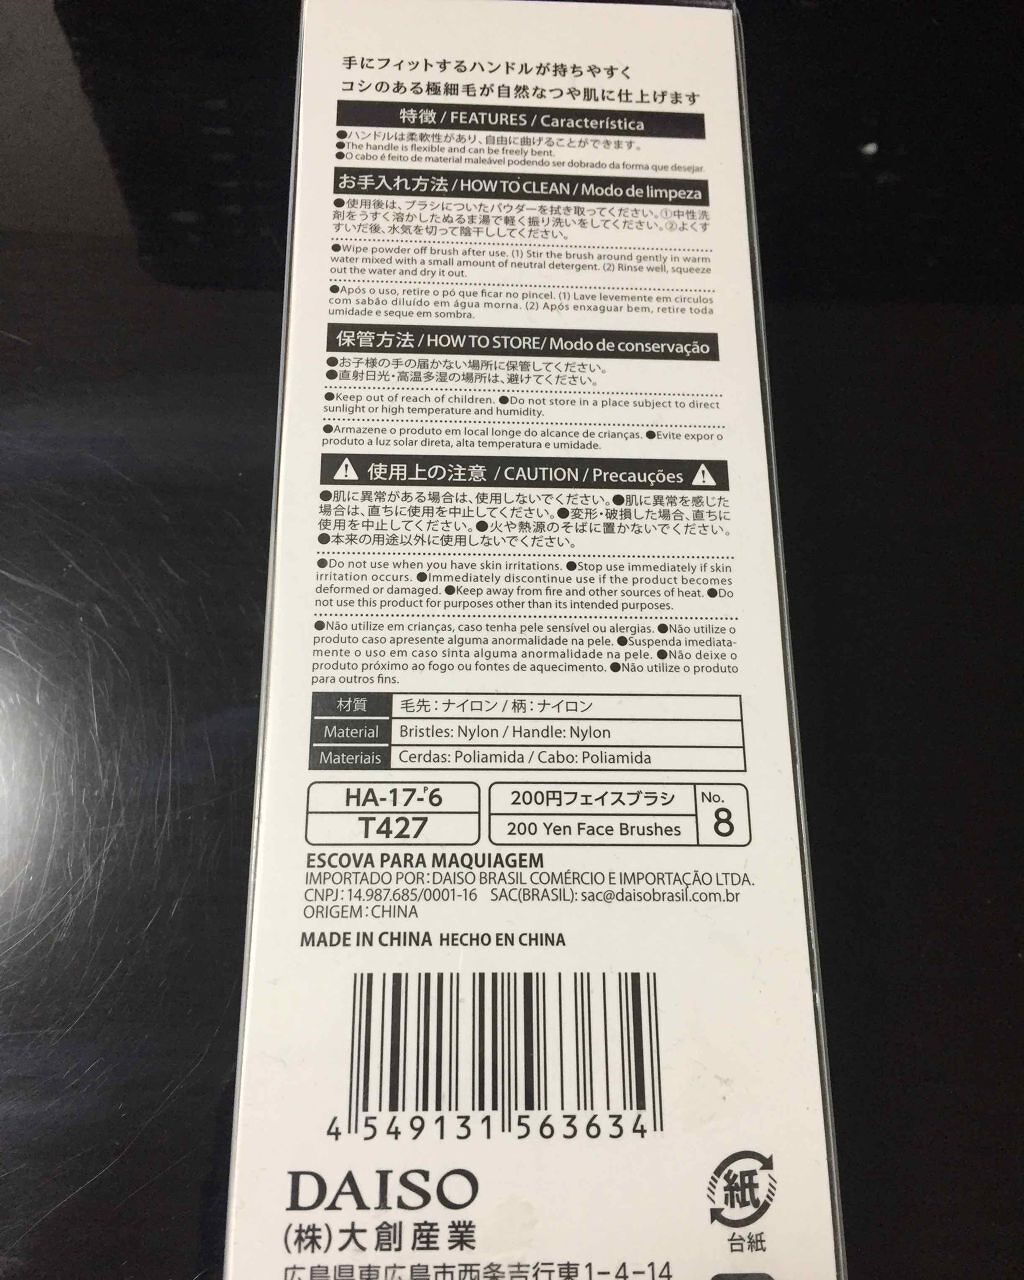 手にフィットするハンドルが持ちやすく
コシのある極細毛が自然なつや肌に仕上げます
特徴 / FEATURES / Característica
●ハンドルは柔軟性があり、自由に曲げることができます。
●The handle is flexible and can be freely bent.
●O cabo é feito de material maleável podendo ser dobrado da forma que desejar.
お手入れ方法 / HOW TO CLEAN / Modo de limpeza
●使用後は、ブラシについたパウダーを拭き取ってください。①中性洗
剤をうすく溶かしたぬるま湯で軽く振り洗いをしてください。②よくす
すいだ後、水気を切って陰干ししてください。
●Wipe powder off brush after use. (1) Stir the brush around gently in warm
water mixed with a small amount of neutral detergent. (2) Rinse well, squeeze
out the water and dry it out.
●Após o uso, retire o pó que ficar no pincel. (1) Lave levemente em circulos
com sabão diluído em água morna. (2) Após enxaguar bem, retire toda
umidade e seque em sombra.
保管方法 / HOW TO STORE/ Modo de conservação
●お子様の手の届かない場所に保管してください。
●直射日光・高温多湿の場所は、避けてください。
●Keep out of reach of children. ●Do not store in a place subject to direct
sunlight or high temperature and humidity.
●Armazene o produto em local longe do alcance de crianças. ●Evite expor o
produto a luz solar direta, alta temperatura e umidade.
使用上の注意 / CAUTION / Precauções
●肌に異常がある場合は、使用しないでください。●肌に異常を感じた
場合は、直ちに使用を中止してください。●変形・破損した場合、直ちに
使用を中止してください。●火や熱源のそばに置かないでください。
●本来の用途以外に使用しないでください。
●Do not use when you have skin irritations. ●Stop use immediately if skin
irritation occurs. ●Immediately discontinue use if the product becomes
deformed or damaged. ●Keep away from fire and other sources of heat. ●Do
not use this product for purposes other than its intended purposes.
●Não utilize em crianças, caso tenha pele sensível ou alergias. ●Não utilize o
produto caso apresente alguma anormalidade na pele. ●Suspenda imediata-
mente o uso em caso sinta alguma anormalidade na pele. ●Não deixe o
produto próximo ao fogo ou fontes de aquecimento. ●Não utilize o produto
para outros fins.
材質 毛先：ナイロン / 柄：ナイロン
Material Bristles: Nylon / Handle: Nylon
Materiais Cerdas: Poliamida / Cabo: Poliamida
HA-17-P6
T427
200円フェイスブラシ
200 Yen Face Brushes
No.
8
ESCOVA PARA MAQUIAGEM
IMPORTADO POR：DAISO BRASIL COMÉRCIO E IMPORTAÇÃO LTDA.
CNPJ：14.987.685/0001-16 SAC(BRASIL): sac@daisobrasil.com.br
ORIGEM：CHINA
MADE IN CHINA HECHO EN CHINA
4 549131 563634
DAISO
(株)大創産業
紙
台紙
広島県東広島市西条吉行東1-4-14